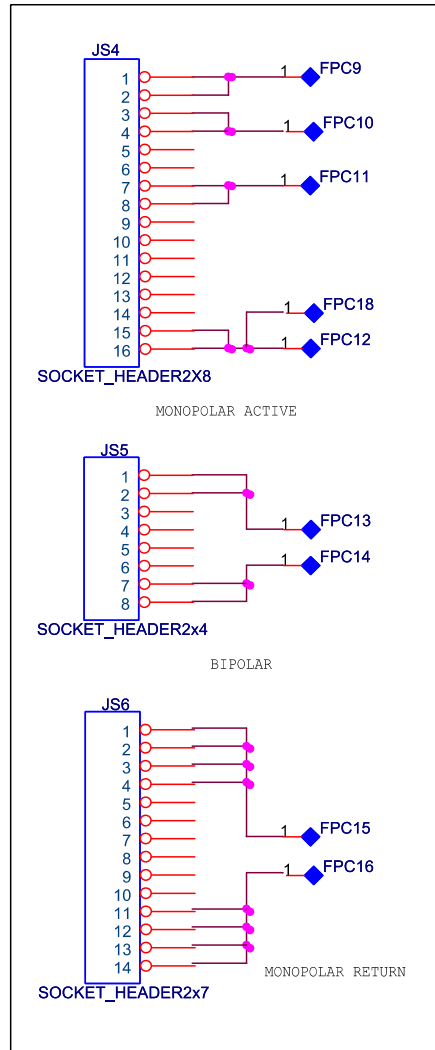 JS4
1 1 FPC9
2
3
4 1 FPC10
5
6
7 1 FPC11
8
9
10
11
12
13
14 1 FPC18
15
16 1 FPC12
SOCKET_HEADER2X8
MONOPOLAR ACTIVE
JS5
1
2
3
4 1 FPC13
5
6 1 FPC14
7
8
SOCKET_HEADER2x4
BIPOLAR
JS6
1
2
3
4
5
6
7 1 FPC15
8
9 1 FPC16
10
11
12
13
14
MONOPOLAR RETURN
SOCKET_HEADER2x7